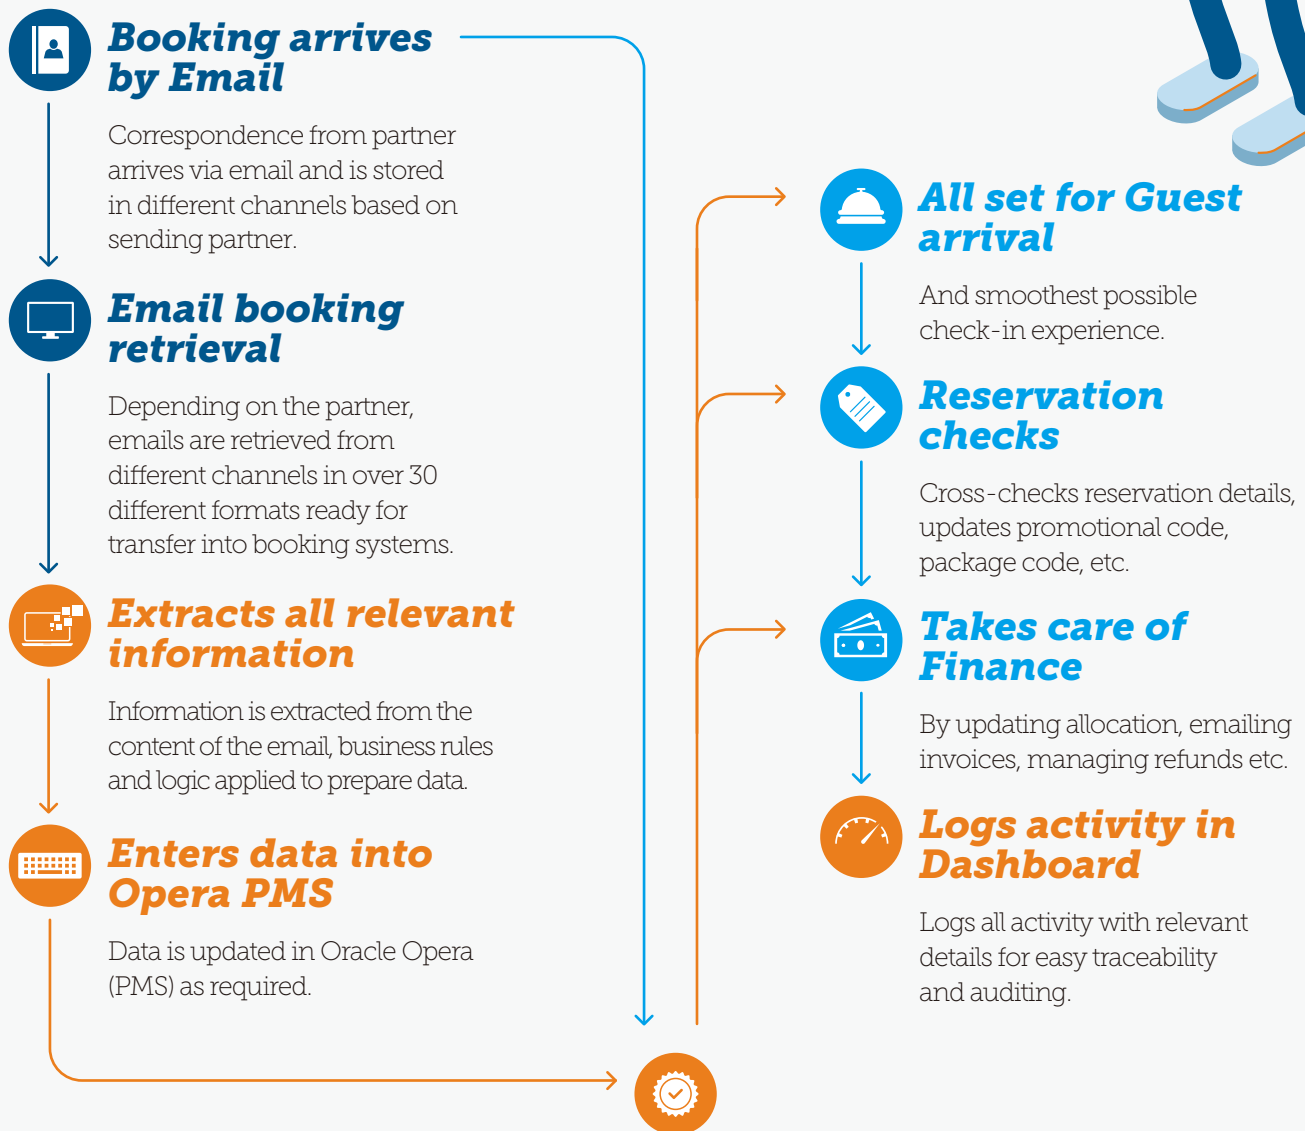 Booking arrives
by Email
Correspondence from partner
arrives via email and is stored
in different channels based on
sending partner.
Email booking
retrieval
Depending on the partner,
emails are retrieved from
different channels in over 30
different formats ready for
transfer into booking systems.
Extracts all relevant
information
Information is extracted from the
content of the email, business rules
and logic applied to prepare data.
Enters data into
Opera PMS
Data is updated in Oracle Opera
(PMS) as required.
All set for Guest
arrival
And smoothest possible
check-in experience.
Reservation
checks
Cross-checks reservation details,
updates promotional code,
package code, etc.
Takes care of
Finance
By updating allocation, emailing
invoices, managing refunds etc.
Logs activity in
Dashboard
Logs all activity with relevant
details for easy traceability
and auditing.